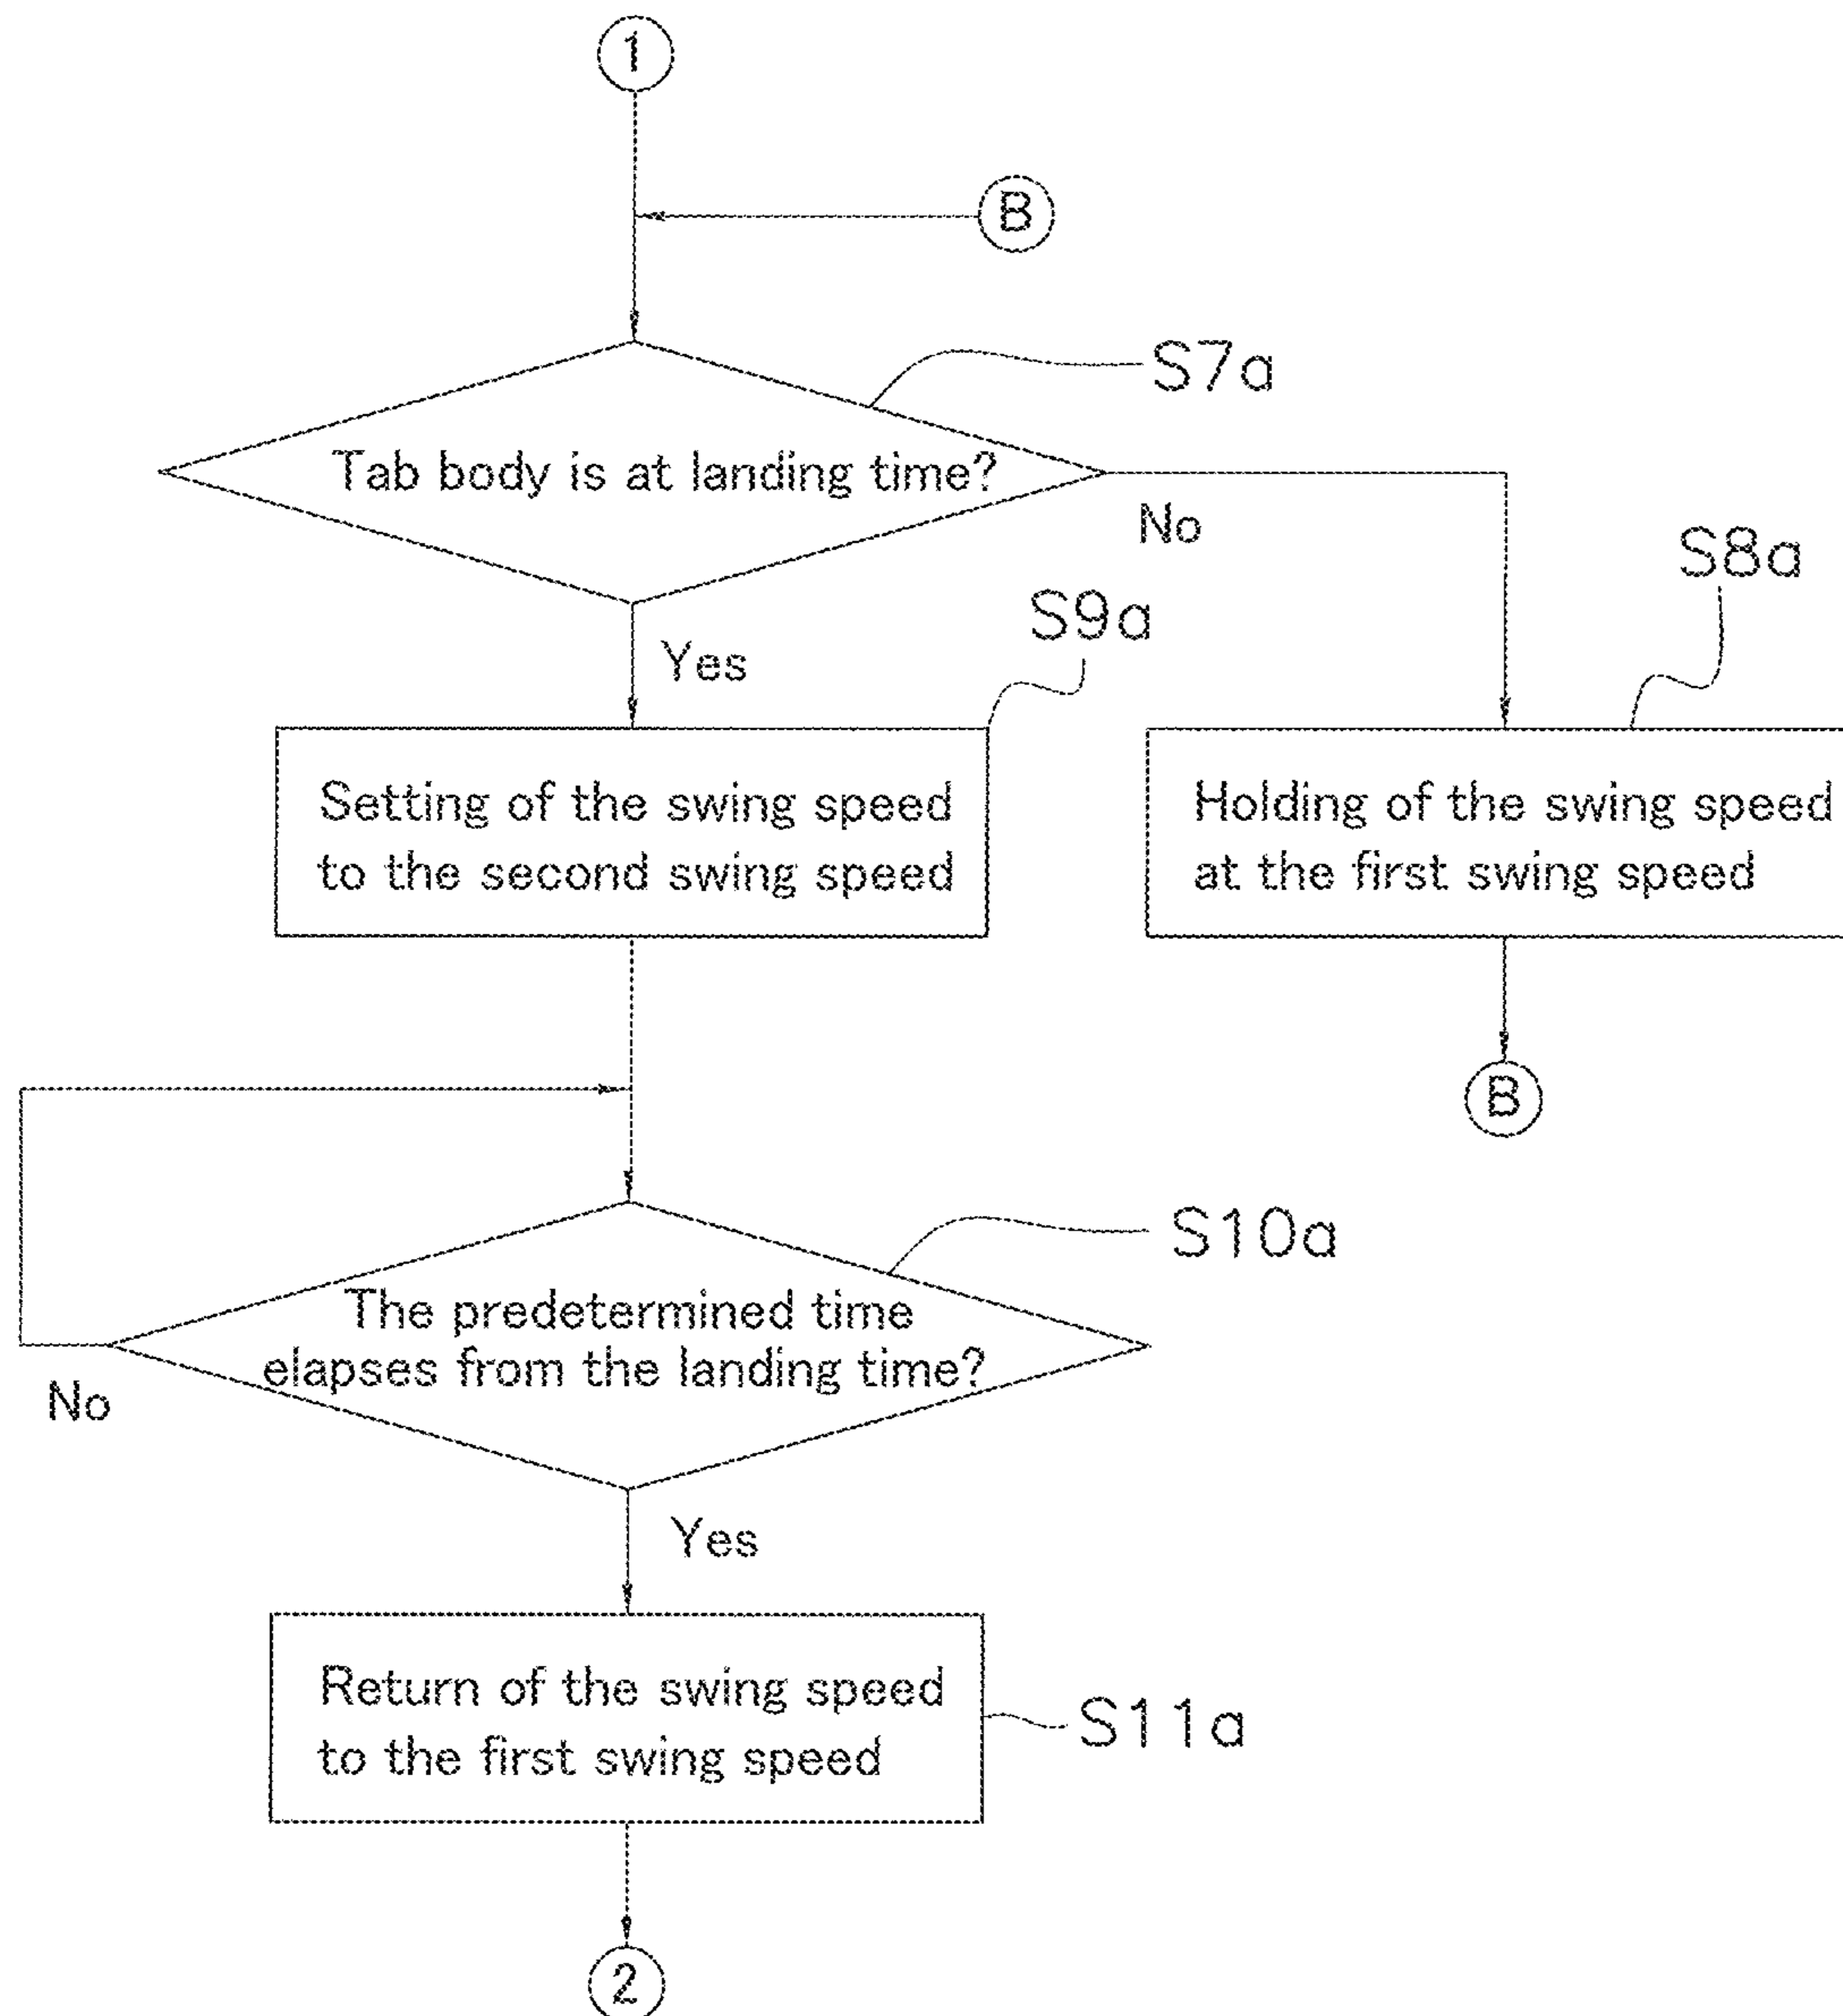 1
B
S7a
Tab body is at landing time?
No
S8a
S9a
Yes
Setting of the swing speed
to the second swing speed
Holding of the swing speed
at the first swing speed
B
S10a
The predetermined time
elapses from the landing time?
No
Yes
Return of the swing speed
to the first swing speed
S11a
2